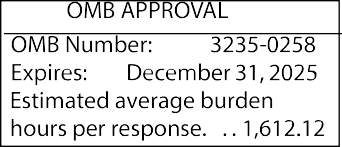 OMB APPROVAL
OMB Number: 3235-0258
Expires: December 31, 2025
Estimated average burden
hours per response. . . 1,612.12